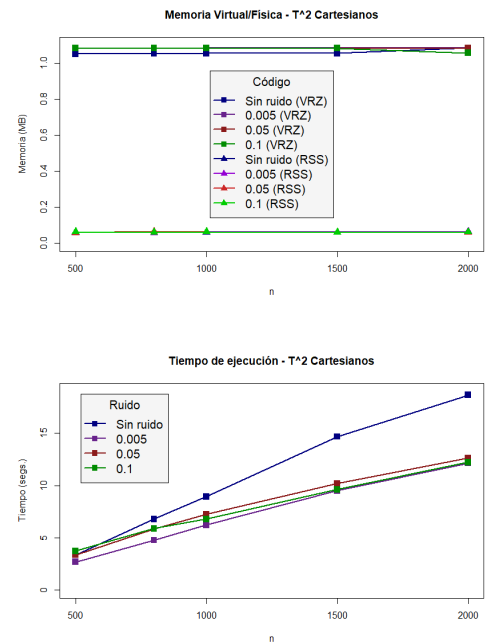 Memoria Virtual/Fisica - T^2 Cartesianos
Memoria (MB)
1.0
0.8
0.6
0.4
0.2
0.0
Código
Sin ruido (VRZ)
0.005 (VRZ)
0.05 (VRZ)
0.1 (VRZ)
Sin ruido (RSS)
0.005 (RSS)
0.05 (RSS)
0.1 (RSS)
500 1000 1500 2000
n
Tiempo de ejecución - T^2 Cartesianos
Tiempo (segs.)
15
10
5
0
Ruido
Sin ruido
0.005
0.05
0.1
500 1000 1500 2000
n